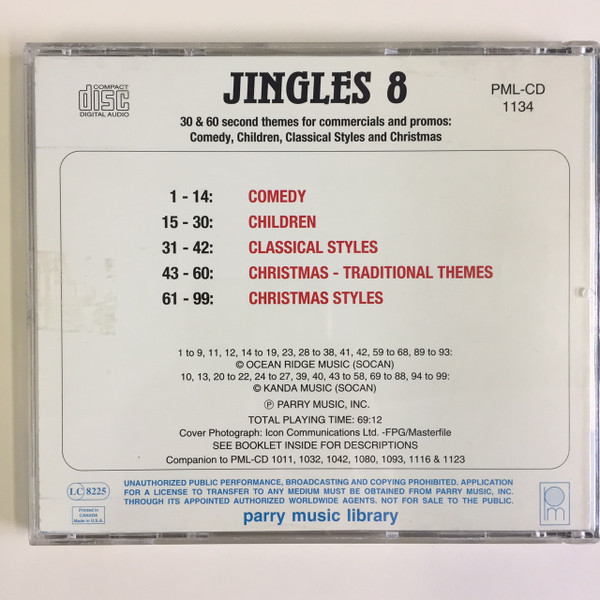 COMPACT
disc
DIGITAL AUDIO
JINGLES 8
PML-CD
1134
30 & 60 second themes for commercials and promos:
Comedy, Children, Classical Styles and Christmas
1 - 14: COMEDY
15 - 30: CHILDREN
31 - 42: CLASSICAL STYLES
43 - 60: CHRISTMAS - TRADITIONAL THEMES
61 - 99: CHRISTMAS STYLES
1 to 9, 11, 12, 14 to 19, 23, 28 to 38, 41, 42, 59 to 68, 89 to 93:
© OCEAN RIDGE MUSIC (SOCAN)
10, 13, 20 to 22, 24 to 27, 39, 40, 43 to 58, 69 to 88, 94 to 99:
© KANDA MUSIC (SOCAN)
℗ PARRY MUSIC, INC.
TOTAL PLAYING TIME: 69:12
Cover Photograph: Icon Communications Ltd. -FPG/Masterfile
SEE BOOKLET INSIDE FOR DESCRIPTIONS
Companion to PML-CD 1011, 1032, 1042, 1080, 1093, 1116 & 1123
LC 8225
Printed in
CANADA
Made in U.S.A.
UNAUTHORIZED PUBLIC PERFORMANCE, BROADCASTING AND COPYING PROHIBITED. APPLICATION
FOR A LICENSE TO TRANSFER TO ANY MEDIUM MUST BE OBTAINED FROM PARRY MUSIC, INC.
THROUGH ITS APPOINTED AUTHORIZED WORLDWIDE AGENTS. NOT FOR SALE TO THE PUBLIC.
parry music library
pm